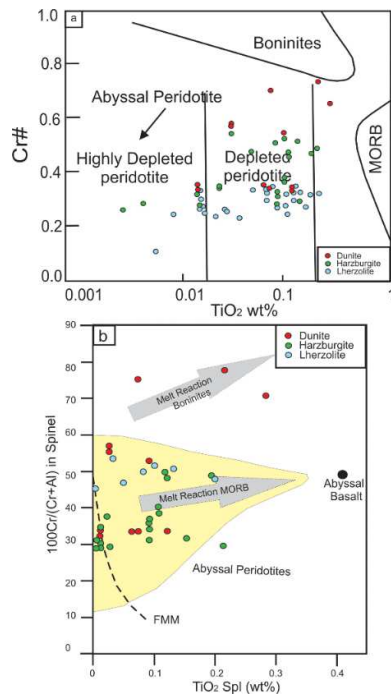 a
Boninites
Abyssal Peridotite
Highly Depleted
peridotite
Depleted
peridotite
MORB
Cr#
1.0
0.8
0.6
0.4
0.2
0.0
Dunite
Harzburgite
Lherzolite
0.001
0.01
0.1
1
TiO2 wt%
b
Dunite
Harzburgite
Lherzolite
Melt Reaction
Boninites
Melt Reaction MORB
Abyssal
Basalt
Abyssal Peridotites
FMM
100Cr/(Cr+Al) in Spinel
90
80
70
60
50
40
30
20
10
0
0
0.1
0.2
0.3
0.4
TiO2 Spl (wt%)